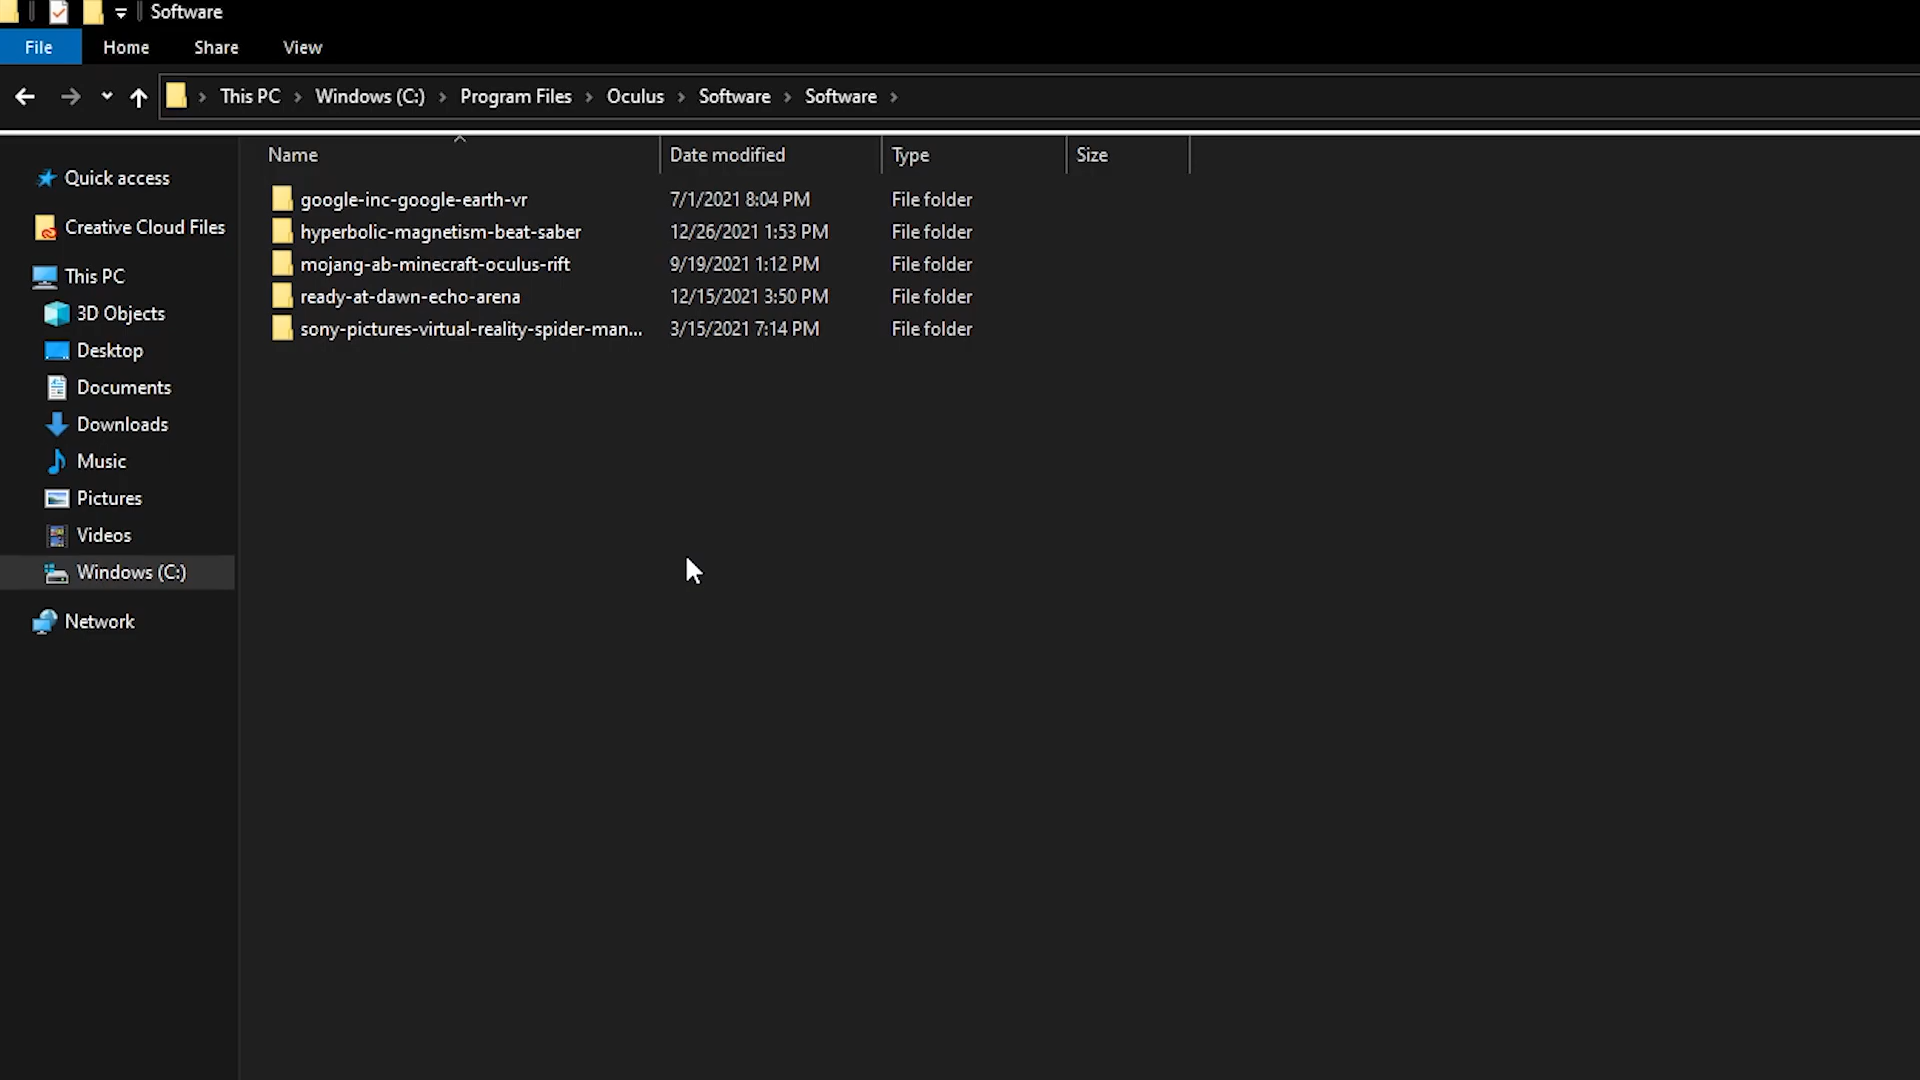 Software
File Home Share View
This PC Windows (C:) Program Files Oculus Software Software
Name Date modified Type Size
Quick access
Creative Cloud Files
This PC
3D Objects
Desktop
Documents
Downloads
Music
Pictures
Videos
Windows (C:)
Network
google-inc-google-earth-vr 7/1/2021 8:04 PM File folder
hyperbolic-magnetism-beat-saber 12/26/2021 1:53 PM File folder
mojang-ab-minecraft-oculus-rift 9/19/2021 1:12 PM File folder
ready-at-dawn-echo-arena 12/15/2021 3:50 PM File folder
sony-pictures-virtual-reality-spider-man... 3/15/2021 7:14 PM File folder